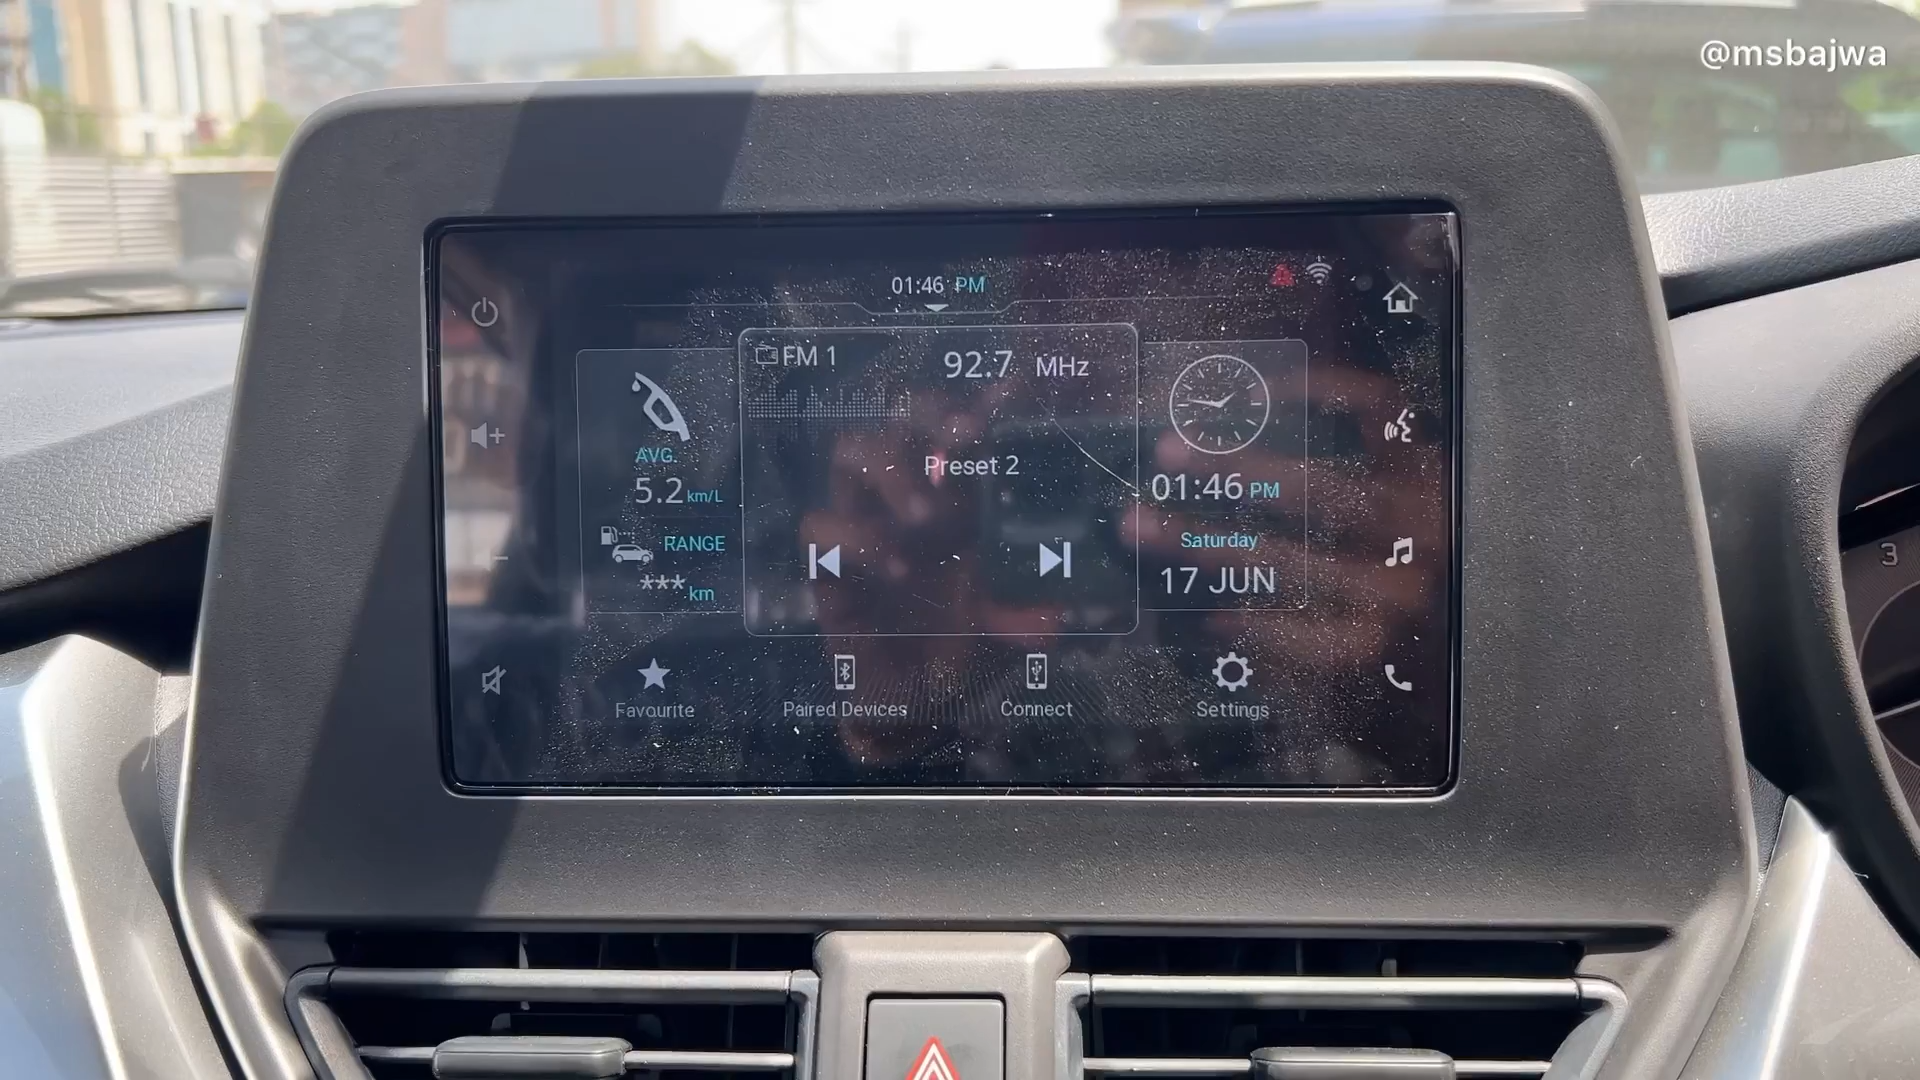 @msbajwa
01:46 PM
FM 1
92.7 MHz
Preset 2
AVG.
5.2 km/L
RANGE
*** km
01:46 PM
Saturday
17 JUN
Favourite
Paired Devices
Connect
Settings
3